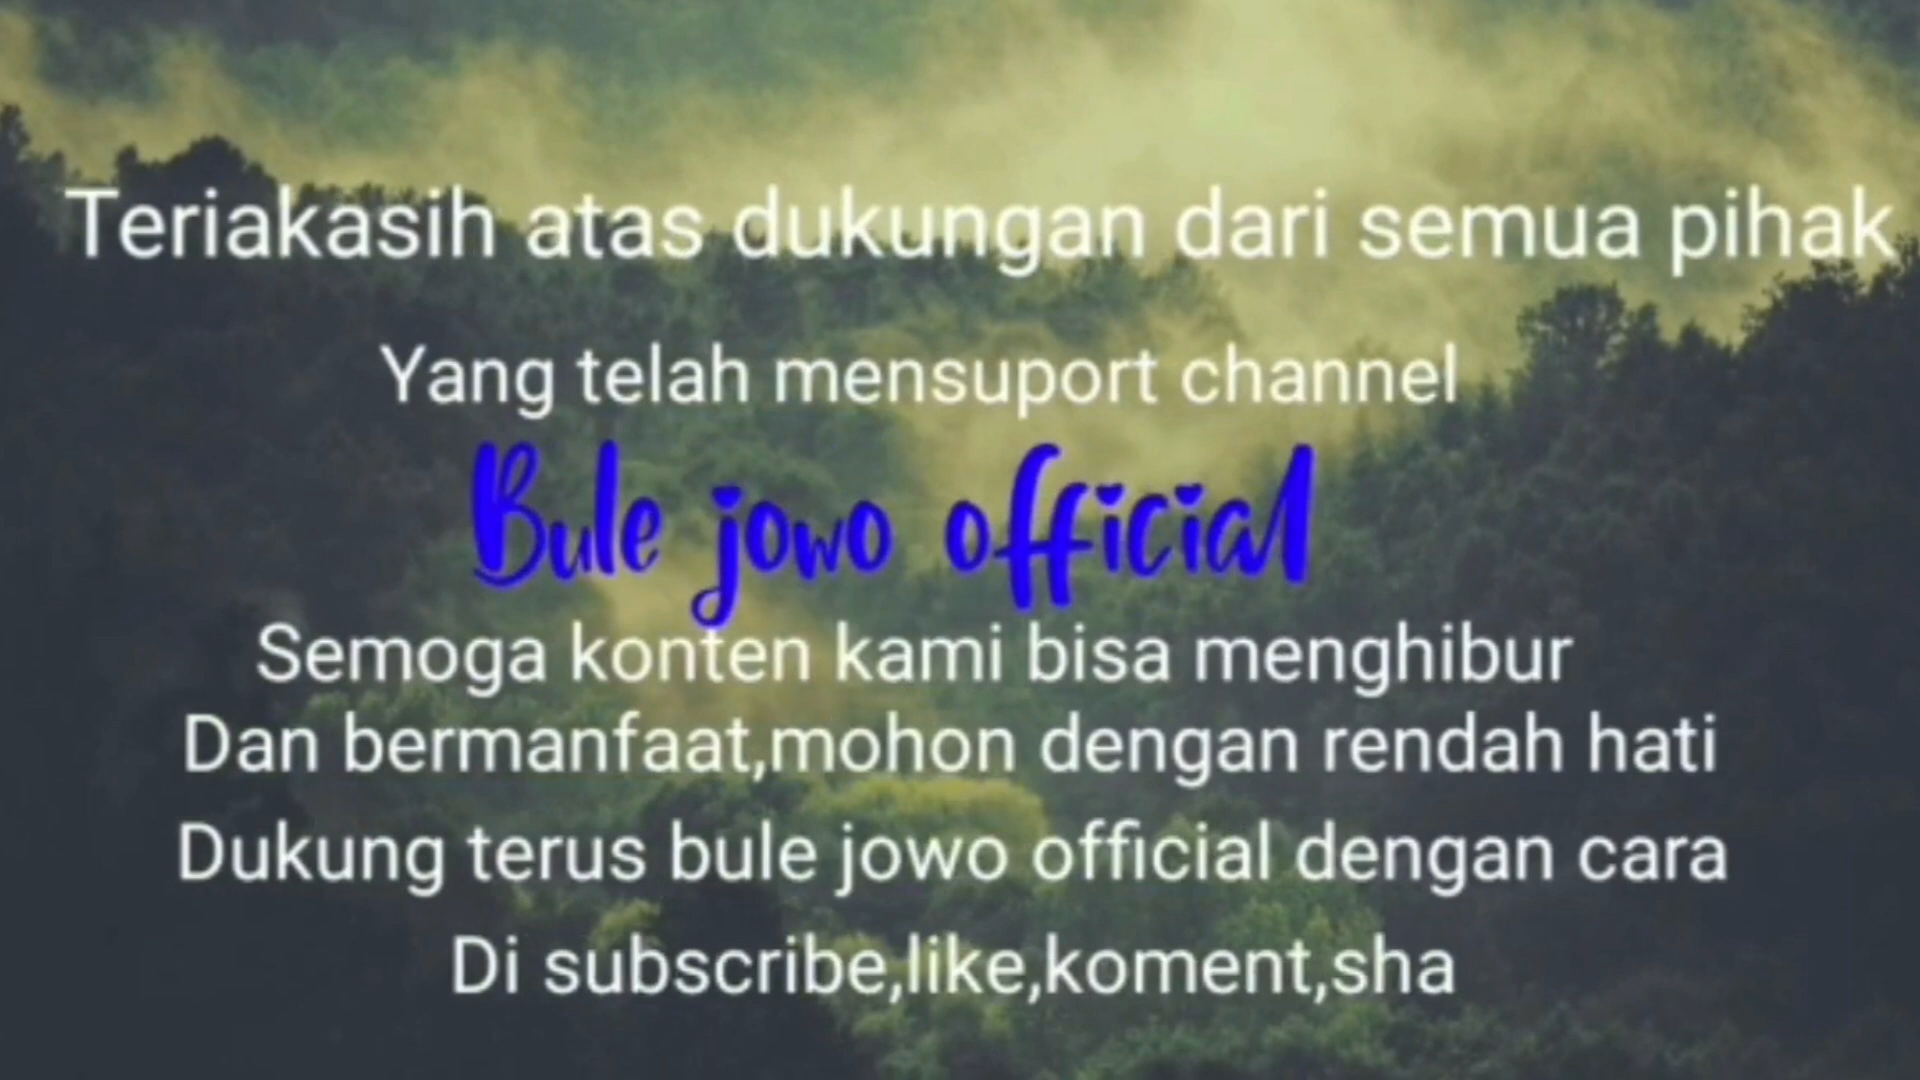 Teriakasih atas dukungan dari semua pihak
Yang telah mensuport channel
Bule jowo official
Semoga konten kami bisa menghibur
Dan bermanfaat,mohon dengan rendah hati
Dukung terus bule jowo official dengan cara
Di subscribe,like,koment,sha